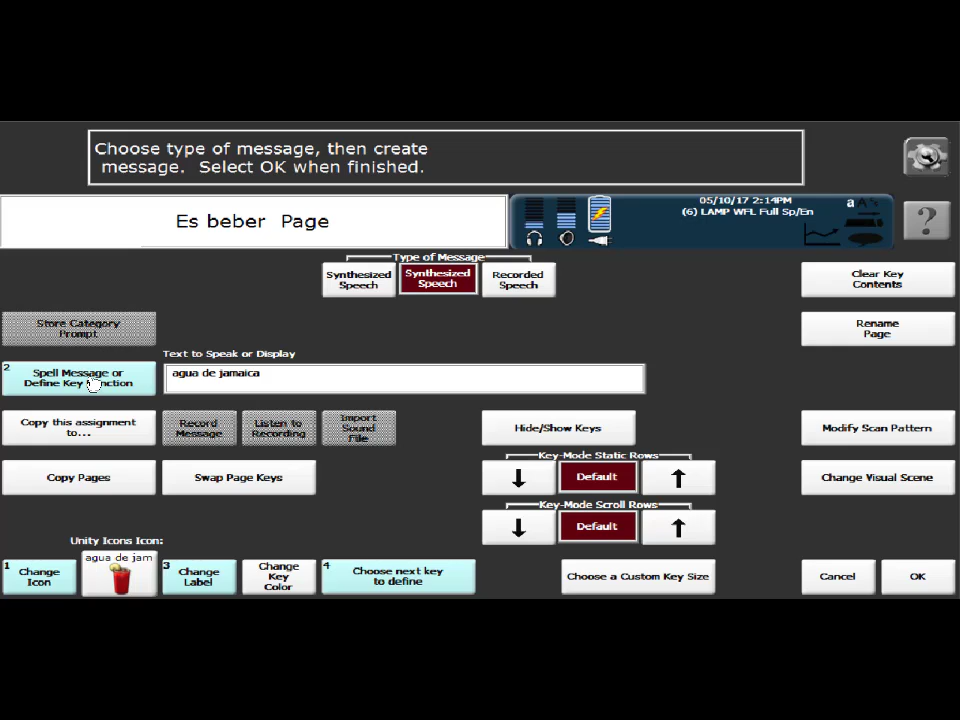 Choose type of message, then create
message. Select OK when finished.
Es beber Page
05/10/17 2:14PM
(6) LAMP WFL Full Sp/En
a
?
Type of Message
Synthesized
Speech
Synthesized
Speech
Recorded
Speech
Clear Key
Contents
Store Category
Prompt
Rename
Page
Text to Speak or Display
2
Spell Message or
Define Key Function
agua de jamaica
Copy this assignment
to...
Record
Message
Listen to
Recording
Import
Sound
File
Hide/Show Keys
Modify Scan Pattern
Key-Mode Static Rows
Copy Pages
Swap Page Keys
Default
Change Visual Scene
Key-Mode Scroll Rows
Default
Unity Icons Icon:
1
Change
Icon
agua de jam
3
Change
Label
Change
Key
Color
4
Choose next key
to define
Choose a Custom Key Size
Cancel
OK